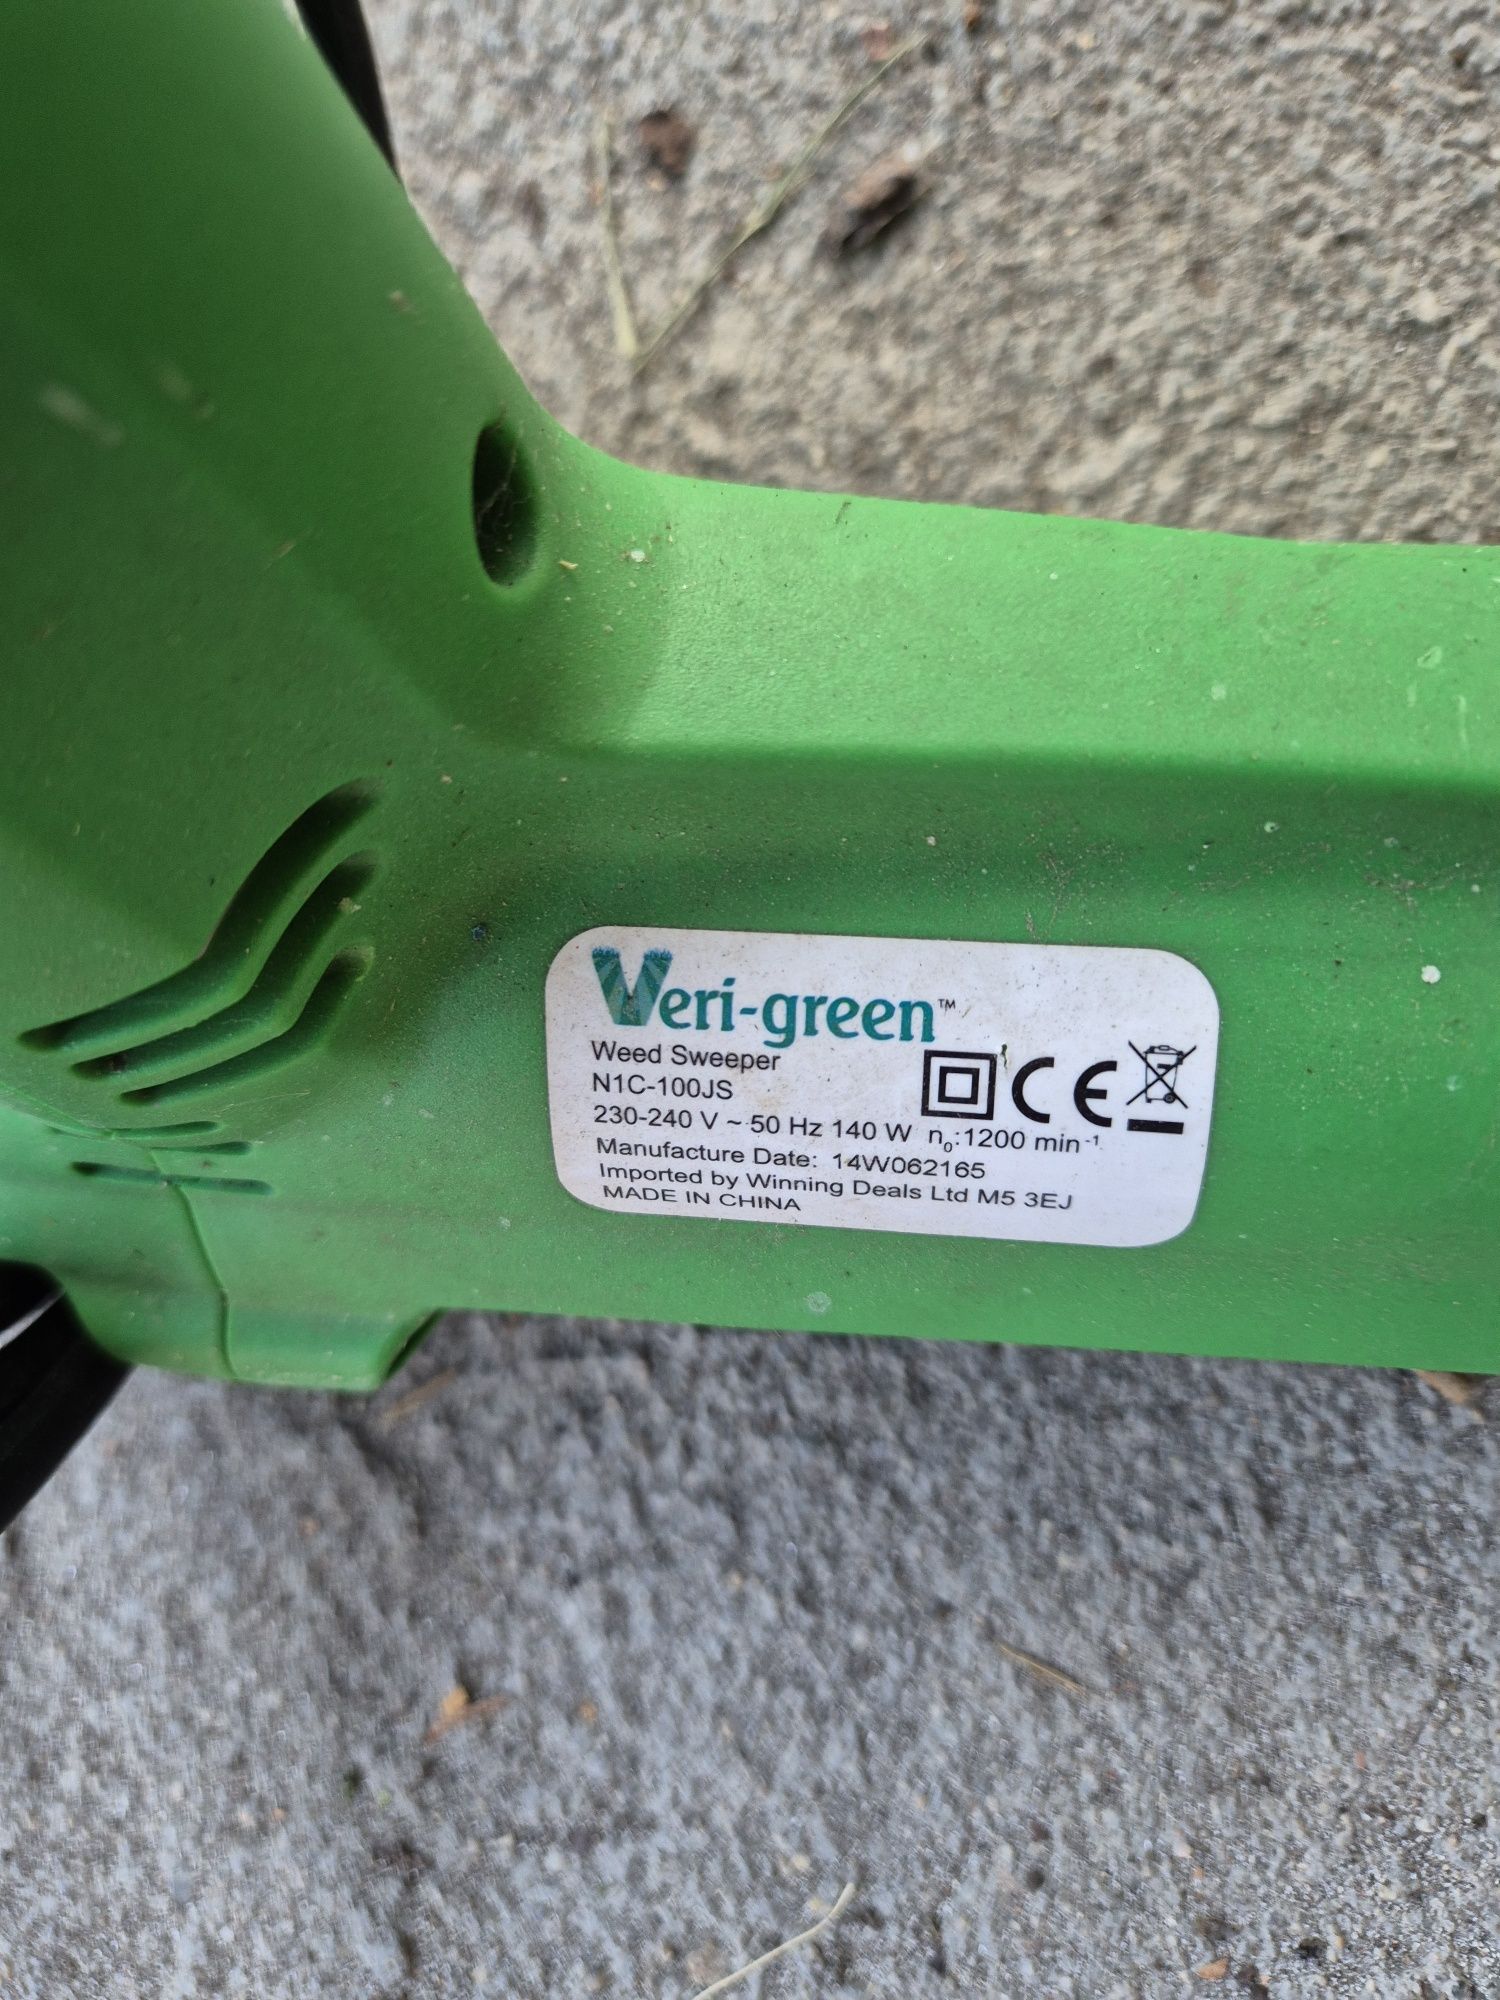 Veri-green™
Weed Sweeper
N1C-100JS
230-240 V ~ 50 Hz 140 W n₀:1200 min⁻¹
Manufacture Date: 14W062165
Imported by Winning Deals Ltd M5 3EJ
MADE IN CHINA
CE